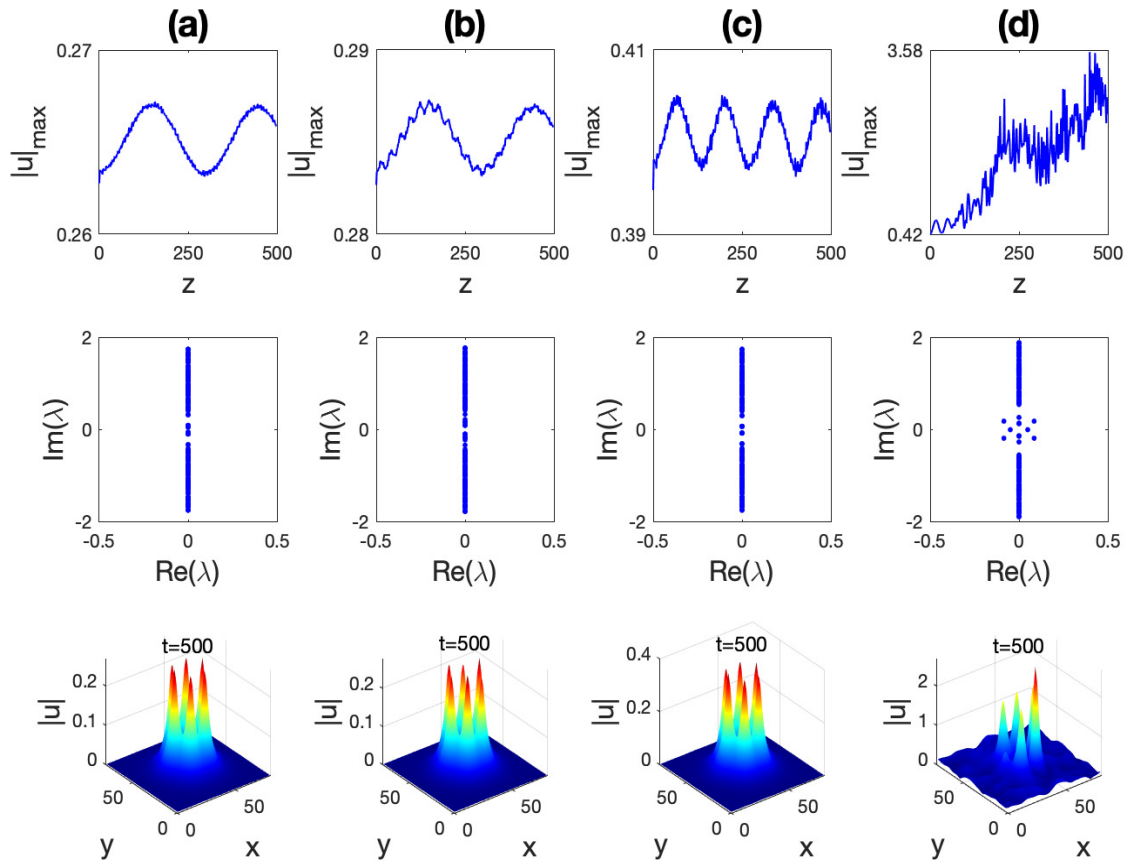 (a) (b) (c) (d)
0.27 0.29 0.41 3.58
|u|max |u|max |u|max |u|max
0.26 0.28 0.39 0.42
0 250 500 0 250 500 0 250 500 0 250 500
z z z z
2 2 2 2
Im(λ) Im(λ) Im(λ) Im(λ)
0 0 0 0
-2 -2 -2 -2
-0.5 0 0.5 -0.5 0 0.5 -0.5 0 0.5 -0.5 0 0.5
Re(λ) Re(λ) Re(λ) Re(λ)
t=500 t=500 t=500 t=500
|u| |u| |u| |u|
0.2 0.2 0.4 2
0.1 0.1 0.2 1
0 0 0 0
50 50 50 50 50 50 50 50
0 0 0 0 0 0 0 0
y x y x y x y x